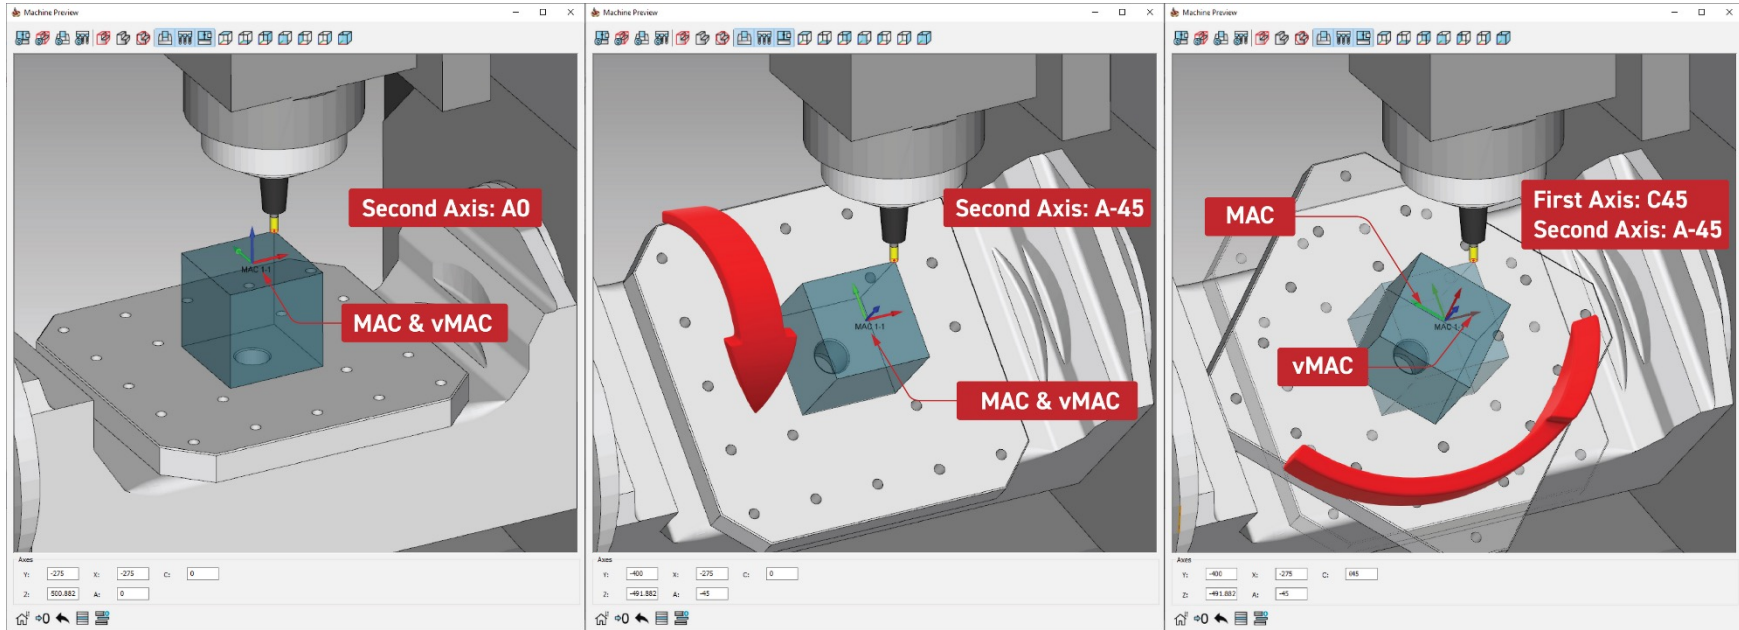 Machine Preview
Second Axis: A0
MAC 1-1
MAC & vMAC
Axes
Y: -275 X: -275 C: 0
Z: 500.882 A: 0
Machine Preview
Second Axis: A-45
MAC 1-1
MAC & vMAC
Axes
Y: -400 X: -275 C: 0
Z: -491.882 A: -45
Machine Preview
First Axis: C45
Second Axis: A-45
MAC
MAC-1-1
vMAC
Axes
Y: -400 X: -275 C: 045
Z: -491.882 A: -45